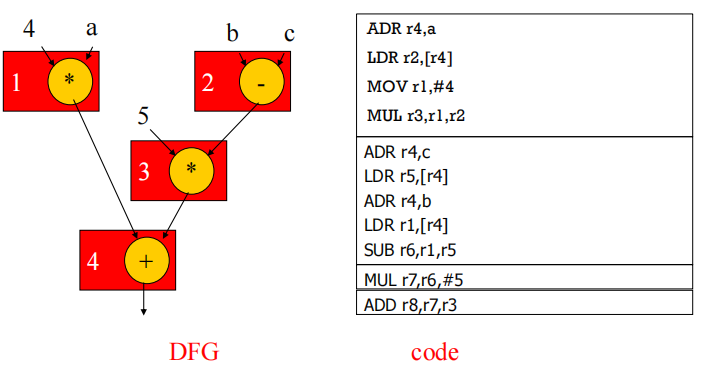 4 a
b c
1 *
2 -
5
3 *
4 +
DFG
ADR r4,a
LDR r2,[r4]
MOV r1,#4
MUL r3,r1,r2
ADR r4,c
LDR r5,[r4]
ADR r4,b
LDR r1,[r4]
SUB r6,r1,r5
MUL r7,r6,#5
ADD r8,r7,r3
code